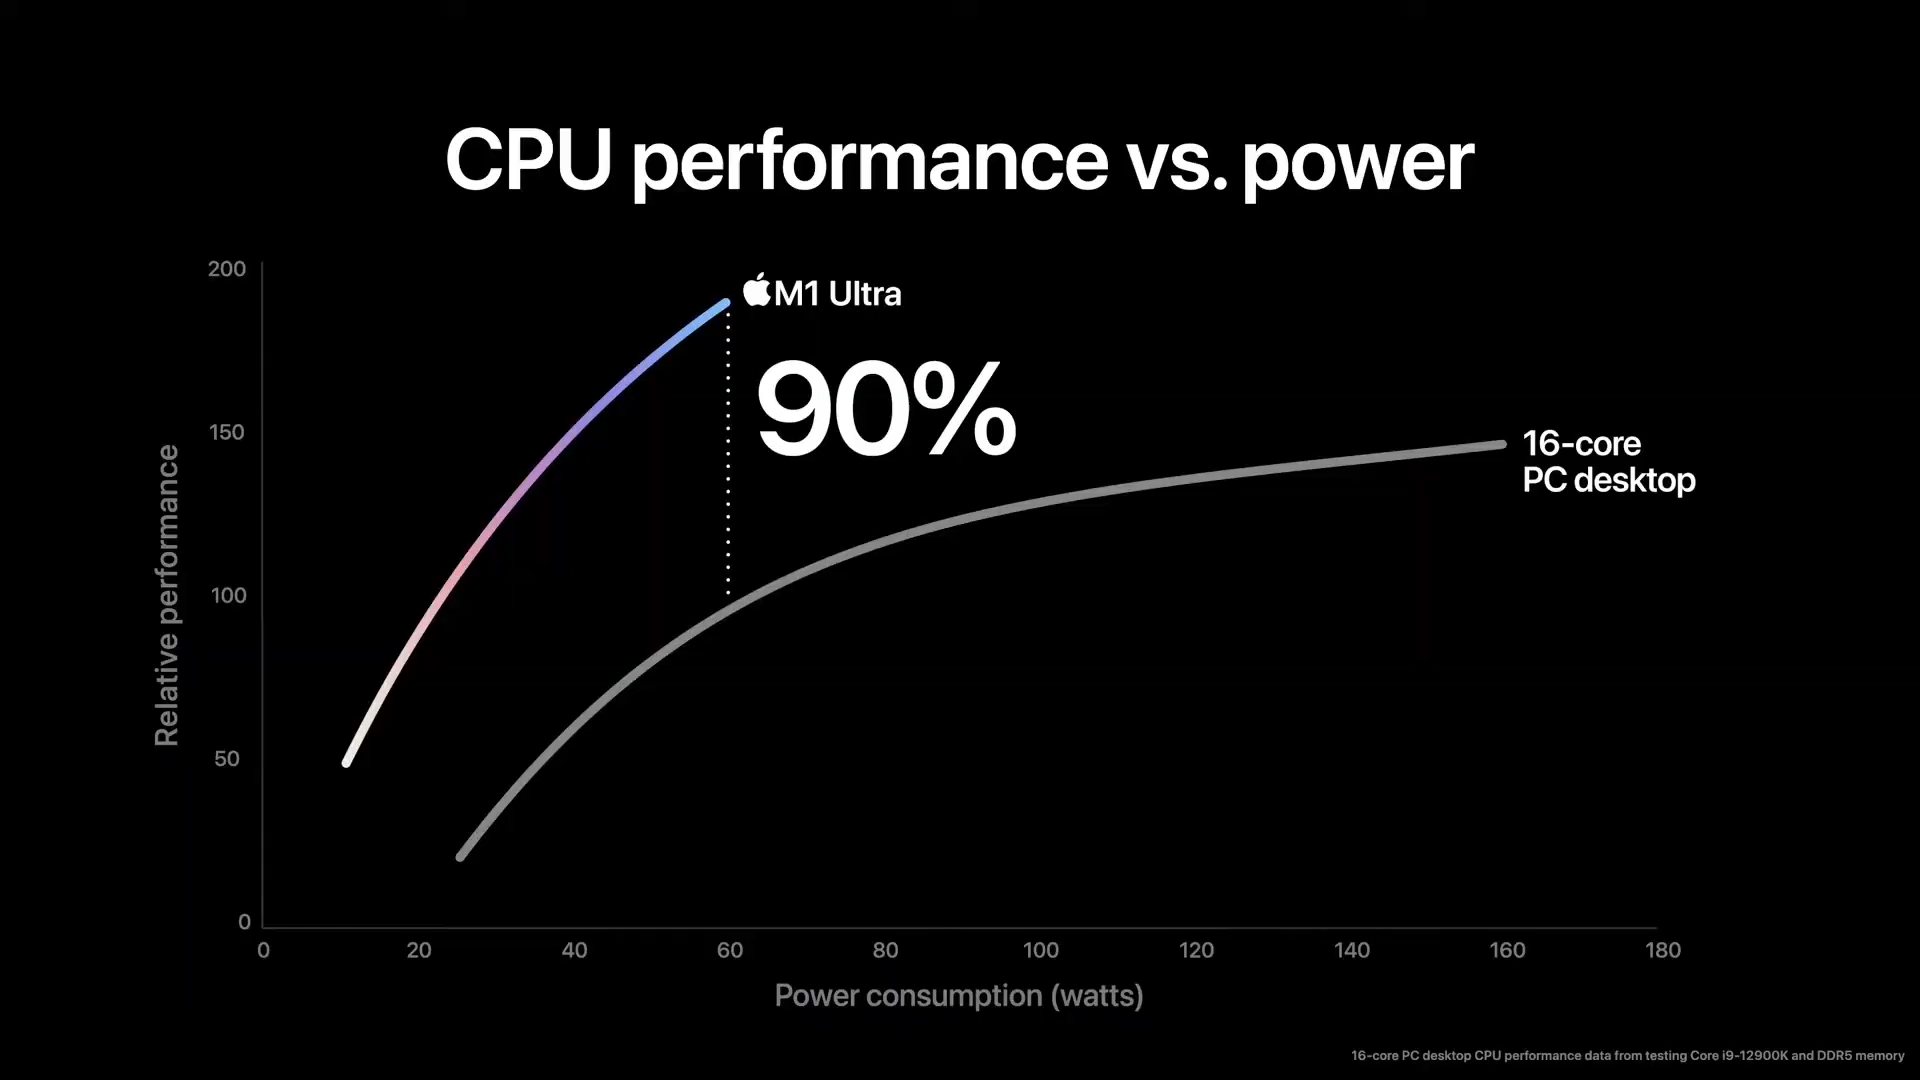 CPU performance vs. power
200
150
100
50
0
Relative performance
M1 Ultra
90%
16-core
PC desktop
0 20 40 60 80 100 120 140 160 180
Power consumption (watts)
16-core PC desktop CPU performance data from testing Core i9-12900K and DDR5 memory